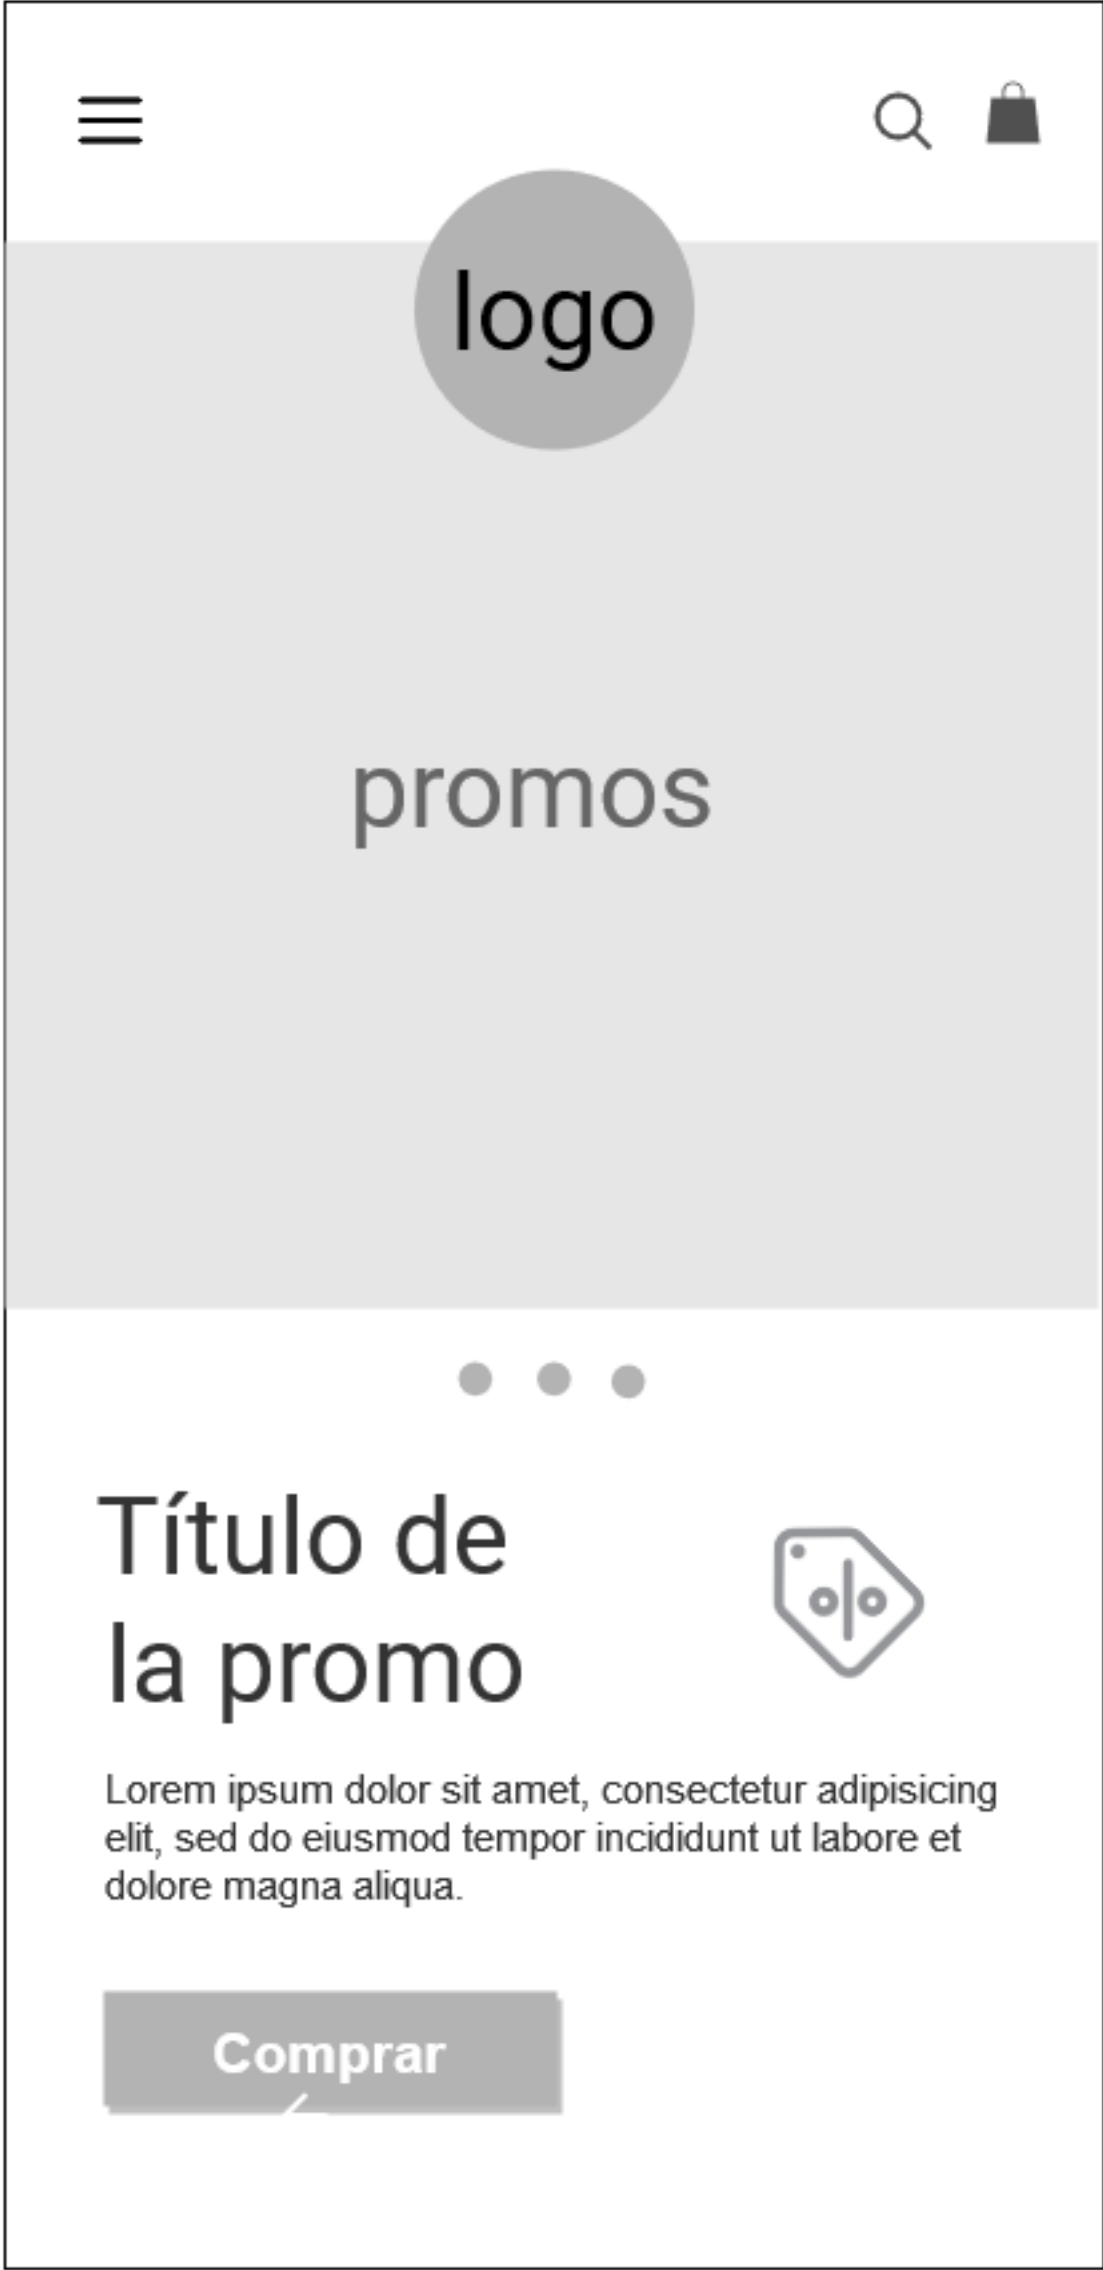 logo
promos
Título de
la promo
Lorem ipsum dolor sit amet, consectetur adipisicing
elit, sed do eiusmod tempor incididunt ut labore et
dolore magna aliqua.
Comprar